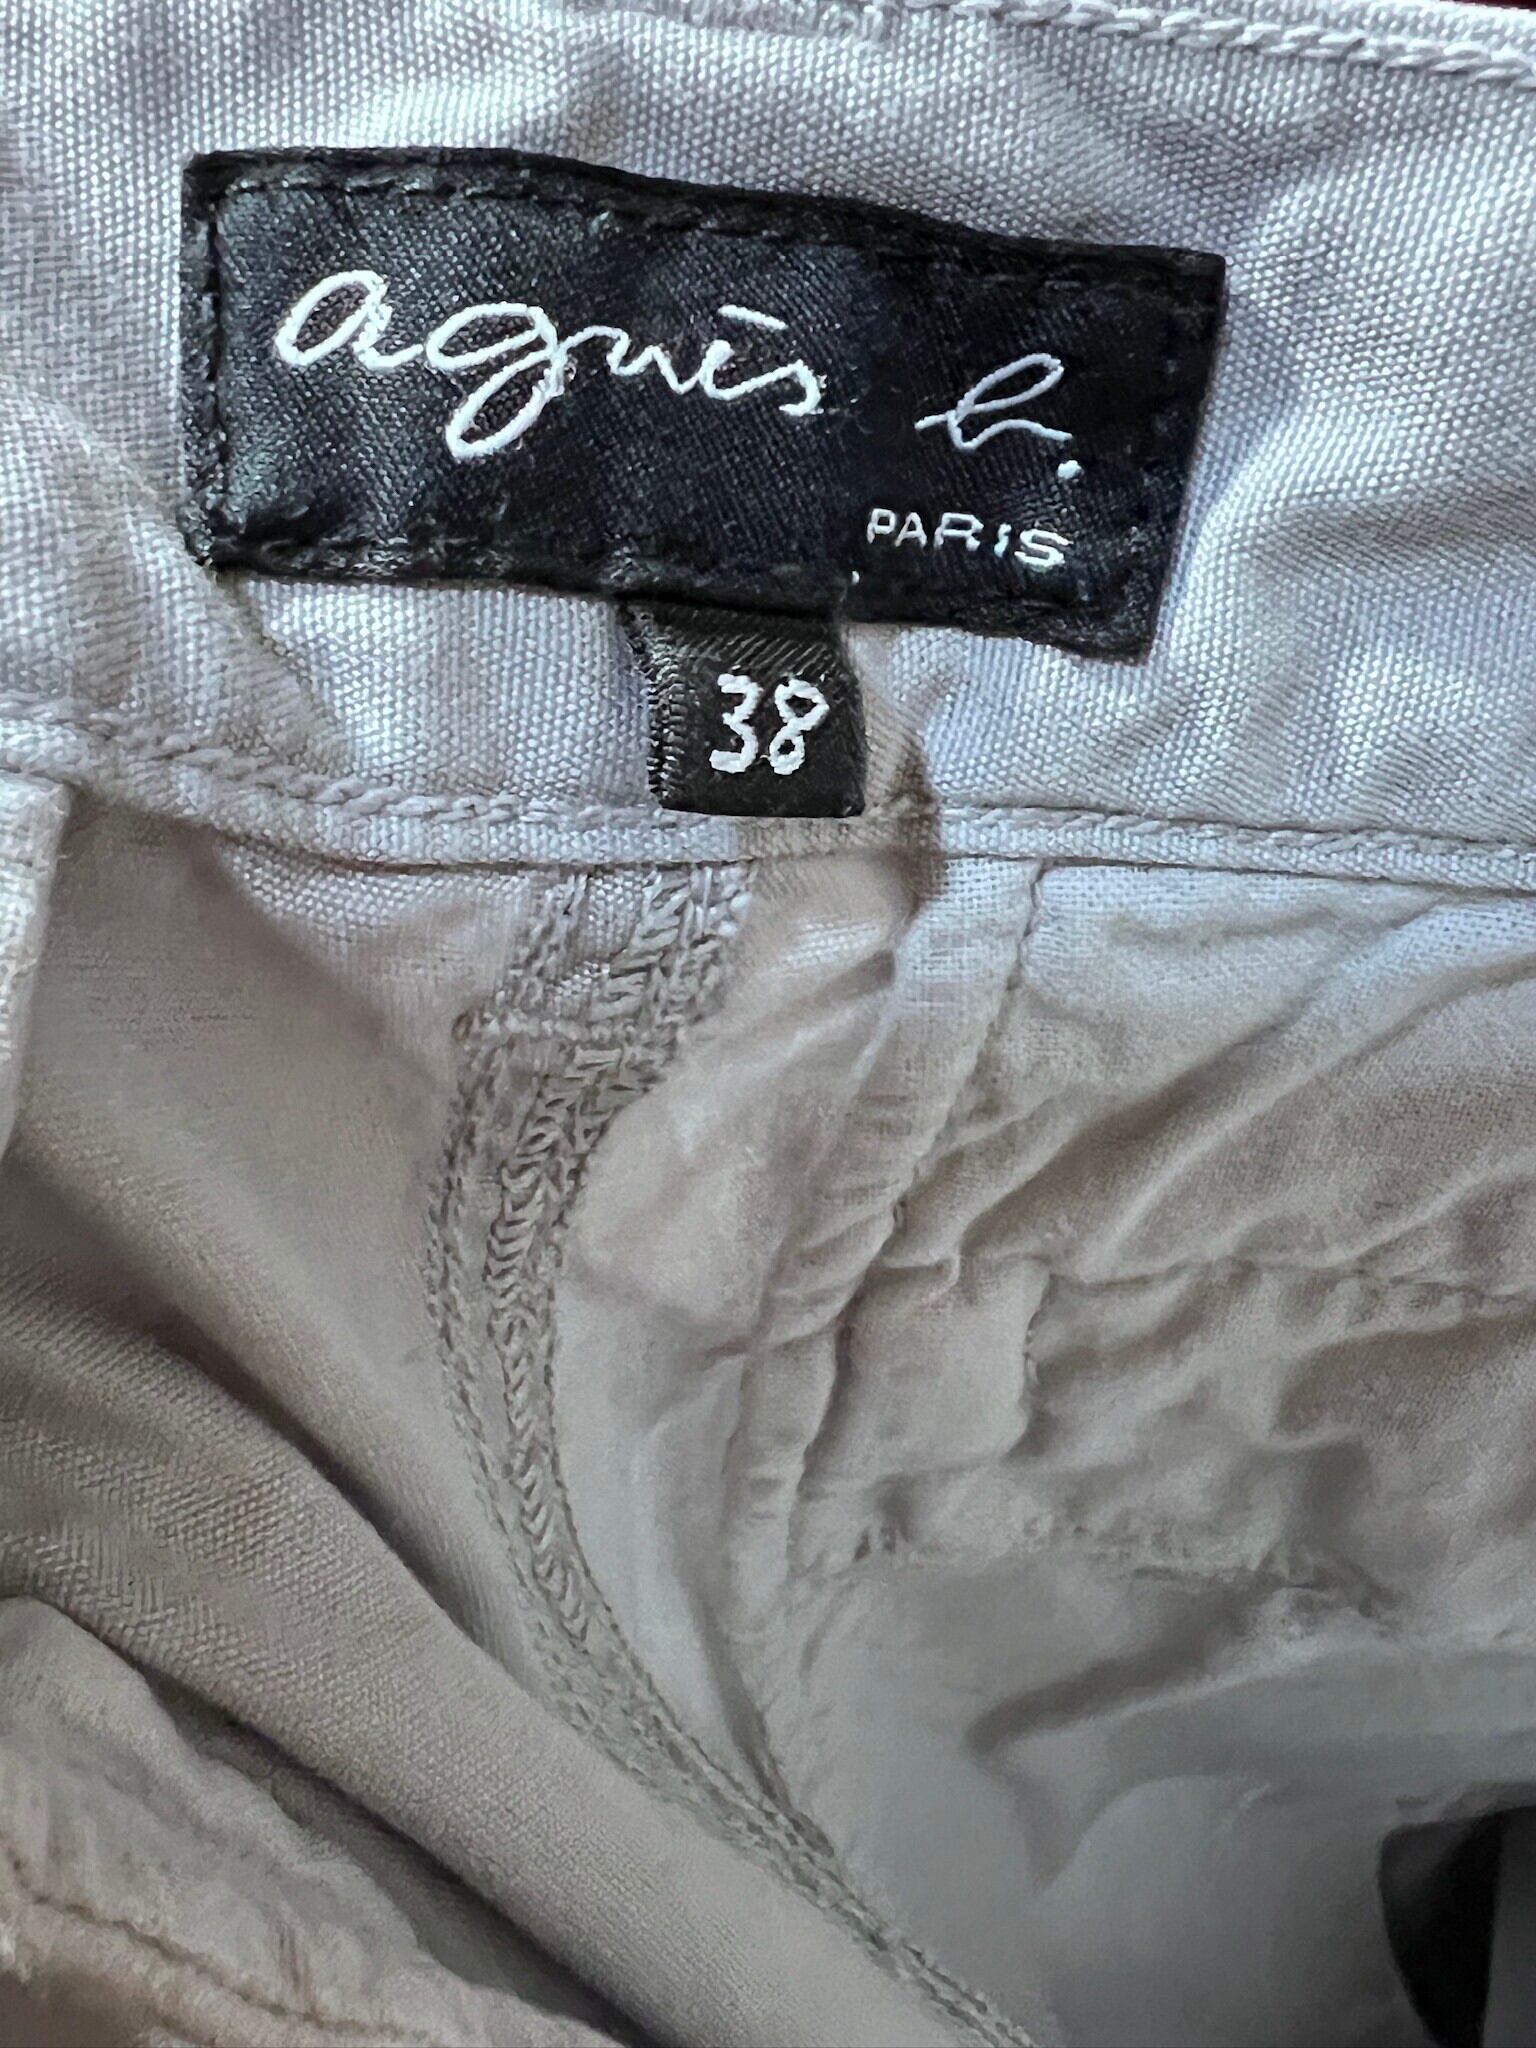 agnès b.
PARIS
38